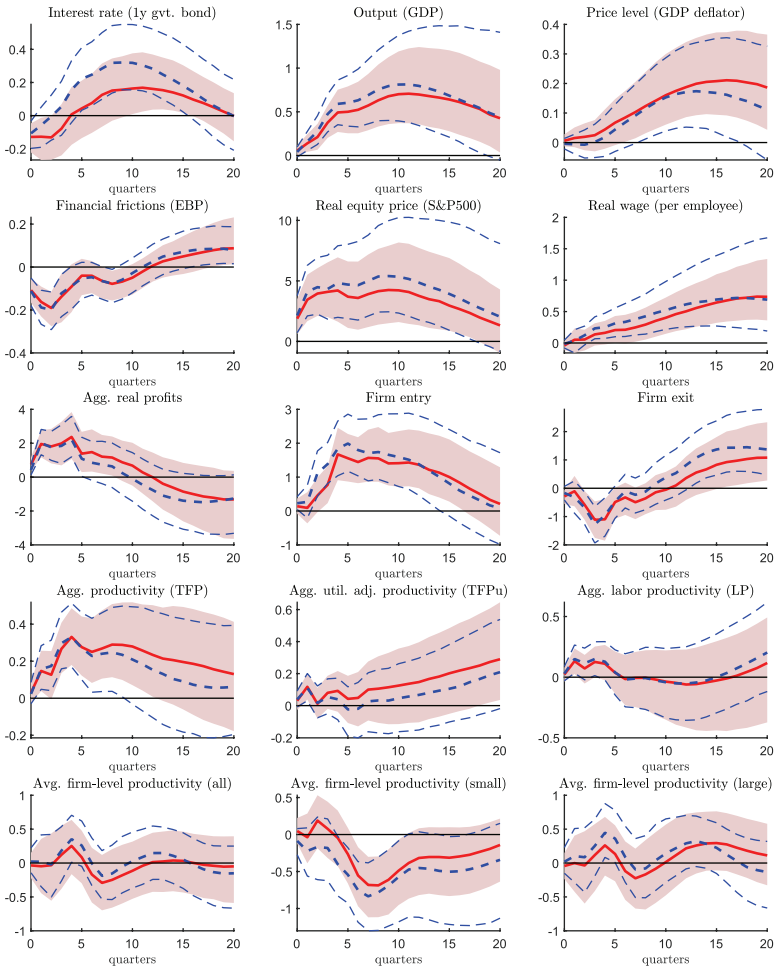 Interest rate (1y gvt. bond)
0.4
0.2
0
-0.2
0 5 10 15 20
quarters
Output (GDP)
1.5
1
0.5
0
0 5 10 15 20
quarters
Price level (GDP deflator)
0.4
0.3
0.2
0.1
0
0 5 10 15 20
quarters
Financial frictions (EBP)
0.2
0
-0.2
-0.4
0 5 10 15 20
quarters
Real equity price (S&P500)
10
5
0
0 5 10 15 20
quarters
Real wage (per employee)
2
1.5
1
0.5
0
0 5 10 15 20
quarters
Agg. real profits
4
2
0
-2
-4
0 5 10 15 20
quarters
Firm entry
3
2
1
0
-1
0 5 10 15 20
quarters
Firm exit
2
1
0
-1
-2
0 5 10 15 20
quarters
Agg. productivity (TFP)
0.4
0.2
0
-0.2
0 5 10 15 20
quarters
Agg. util. adj. productivity (TFPu)
0.6
0.4
0.2
0
-0.2
0 5 10 15 20
quarters
Agg. labor productivity (LP)
0.5
0
-0.5
0 5 10 15 20
quarters
Avg. firm-level productivity (all)
1
0.5
0
-0.5
-1
0 5 10 15 20
quarters
Avg. firm-level productivity (small)
0.5
0
-0.5
-1
0 5 10 15 20
quarters
Avg. firm-level productivity (large)
1
0.5
0
-0.5
-1
0 5 10 15 20
quarters